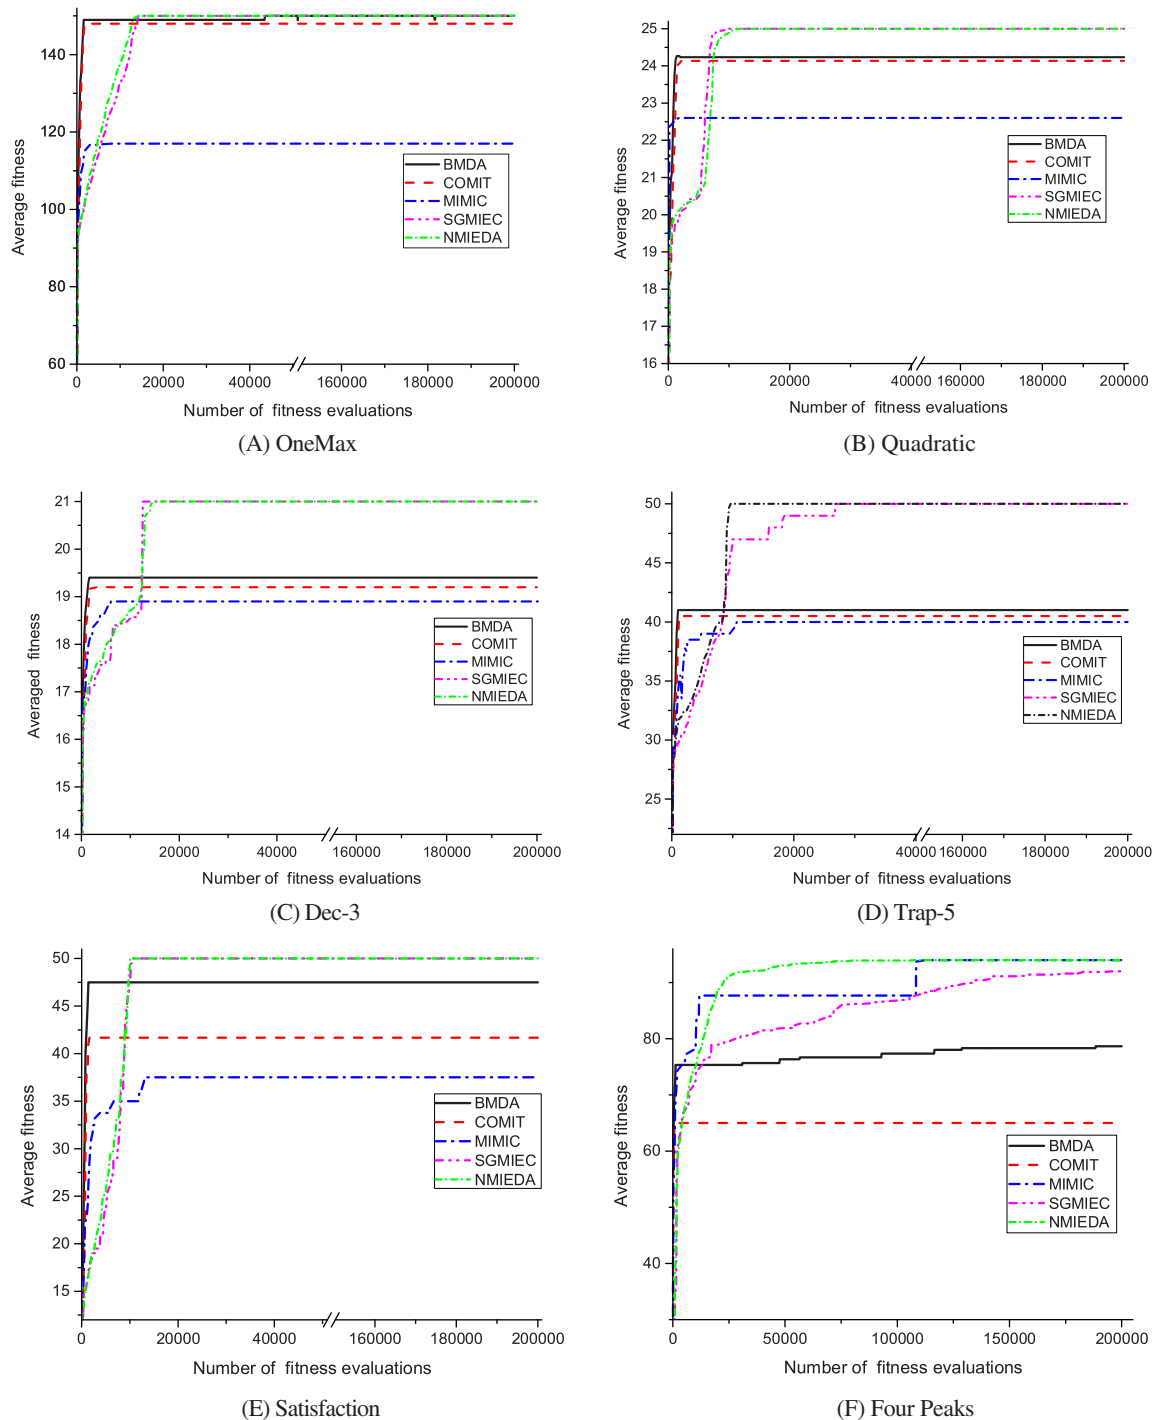 140
120
100
80
60
Average fitness
0
20000
40000
160000
180000
200000
Number of fitness evaluations
BMDA
COMIT
MIMIC
SGMIEC
NMIEDA
(A) OneMax
25
24
23
22
21
20
19
18
17
16
Average fitness
0
20000
40000
160000
180000
200000
Number of fitness evaluations
BMDA
COMIT
MIMIC
SGMIEC
NMIEDA
(B) Quadratic
21
20
19
18
17
16
15
14
Averaged fitness
0
20000
40000
160000
180000
200000
Number of fitness evaluations
BMDA
COMIT
MIMIC
SGMIEC
NMIEDA
(C) Dec-3
50
45
40
35
30
25
Average fitness
0
20000
40000
160000
180000
200000
Number of fitness evaluations
BMDA
COMIT
MIMIC
SGMIEC
NMIEDA
(D) Trap-5
50
45
40
35
30
25
20
15
Average fitness
0
20000
40000
160000
180000
200000
Number of fitness evaluations
BMDA
COMIT
MIMIC
SGMIEC
NMIEDA
(E) Satisfaction
80
60
40
Average fitness
0
50000
100000
150000
200000
Number of fitness evaluations
BMDA
COMIT
MIMIC
SGMIEC
NMIEDA
(F) Four Peaks